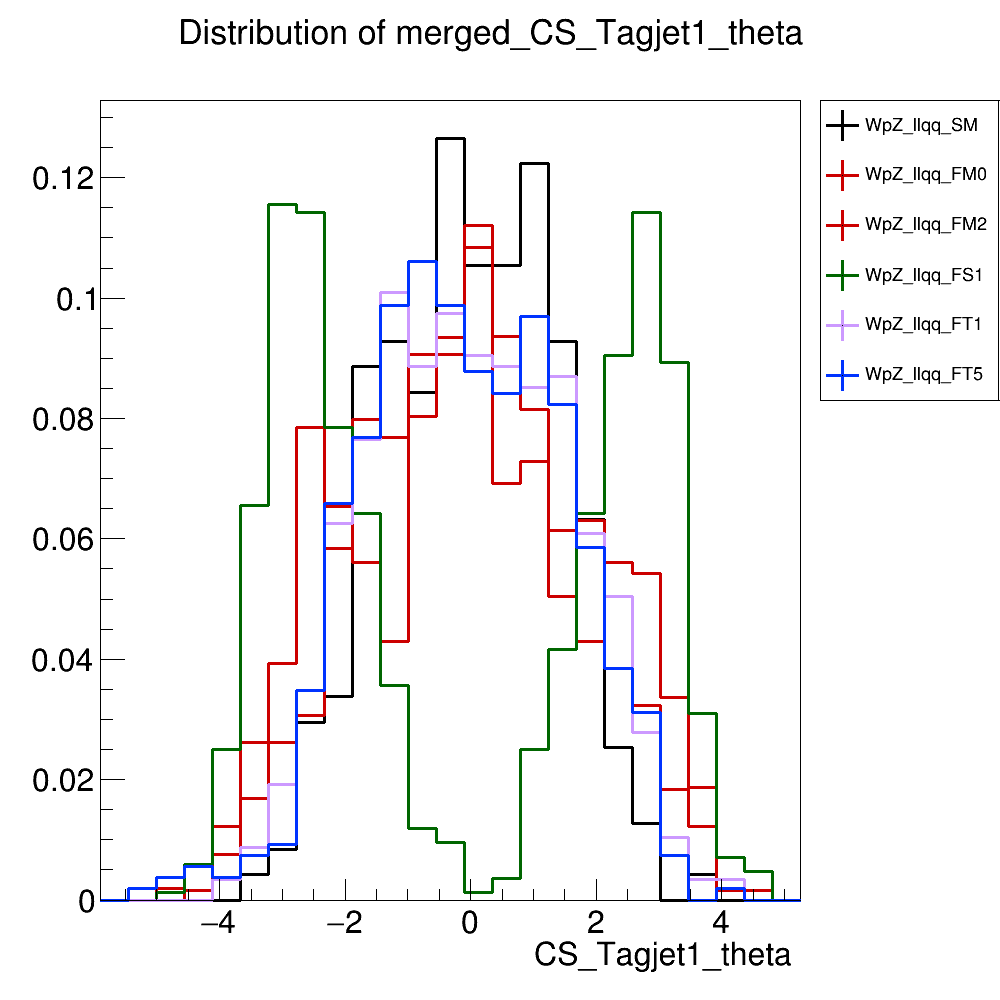 Distribution of merged_CS_Tagjet1_theta
WpZ_llqq_SM
WpZ_llqq_FM0
WpZ_llqq_FM2
WpZ_llqq_FS1
WpZ_llqq_FT1
WpZ_llqq_FT5
0.12
0.1
0.08
0.06
0.04
0.02
0
−4 −2 0 2 4
CS_Tagjet1_theta